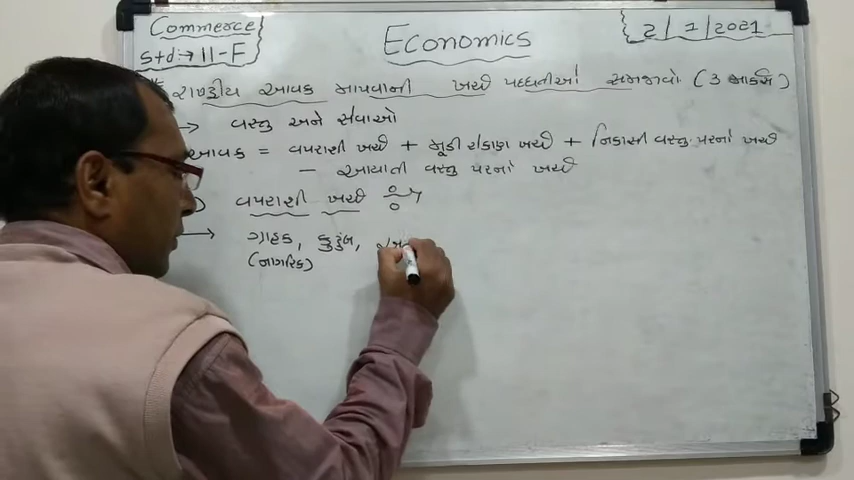 Commerce
Economics
2/1/2021
Std:→ 11-F
રાષ્ટ્રીય આવક માપવાની ખર્ચ પદ્ધતીઓ સમજાવો (3 માર્કસ)
→ વસ્તુ અને સેવાઓ
આવક = વપરાશી ખર્ચ + મૂડી રોકાણ ખર્ચ + નિકાસી વસ્તુ પરનો ખર્ચ
- આયાતી વસ્તુ પરનો ખર્ચ
) વપરાશી ખર્ચ
→ ગ્રાહક, કુટુંબ,
(નાગરિક)